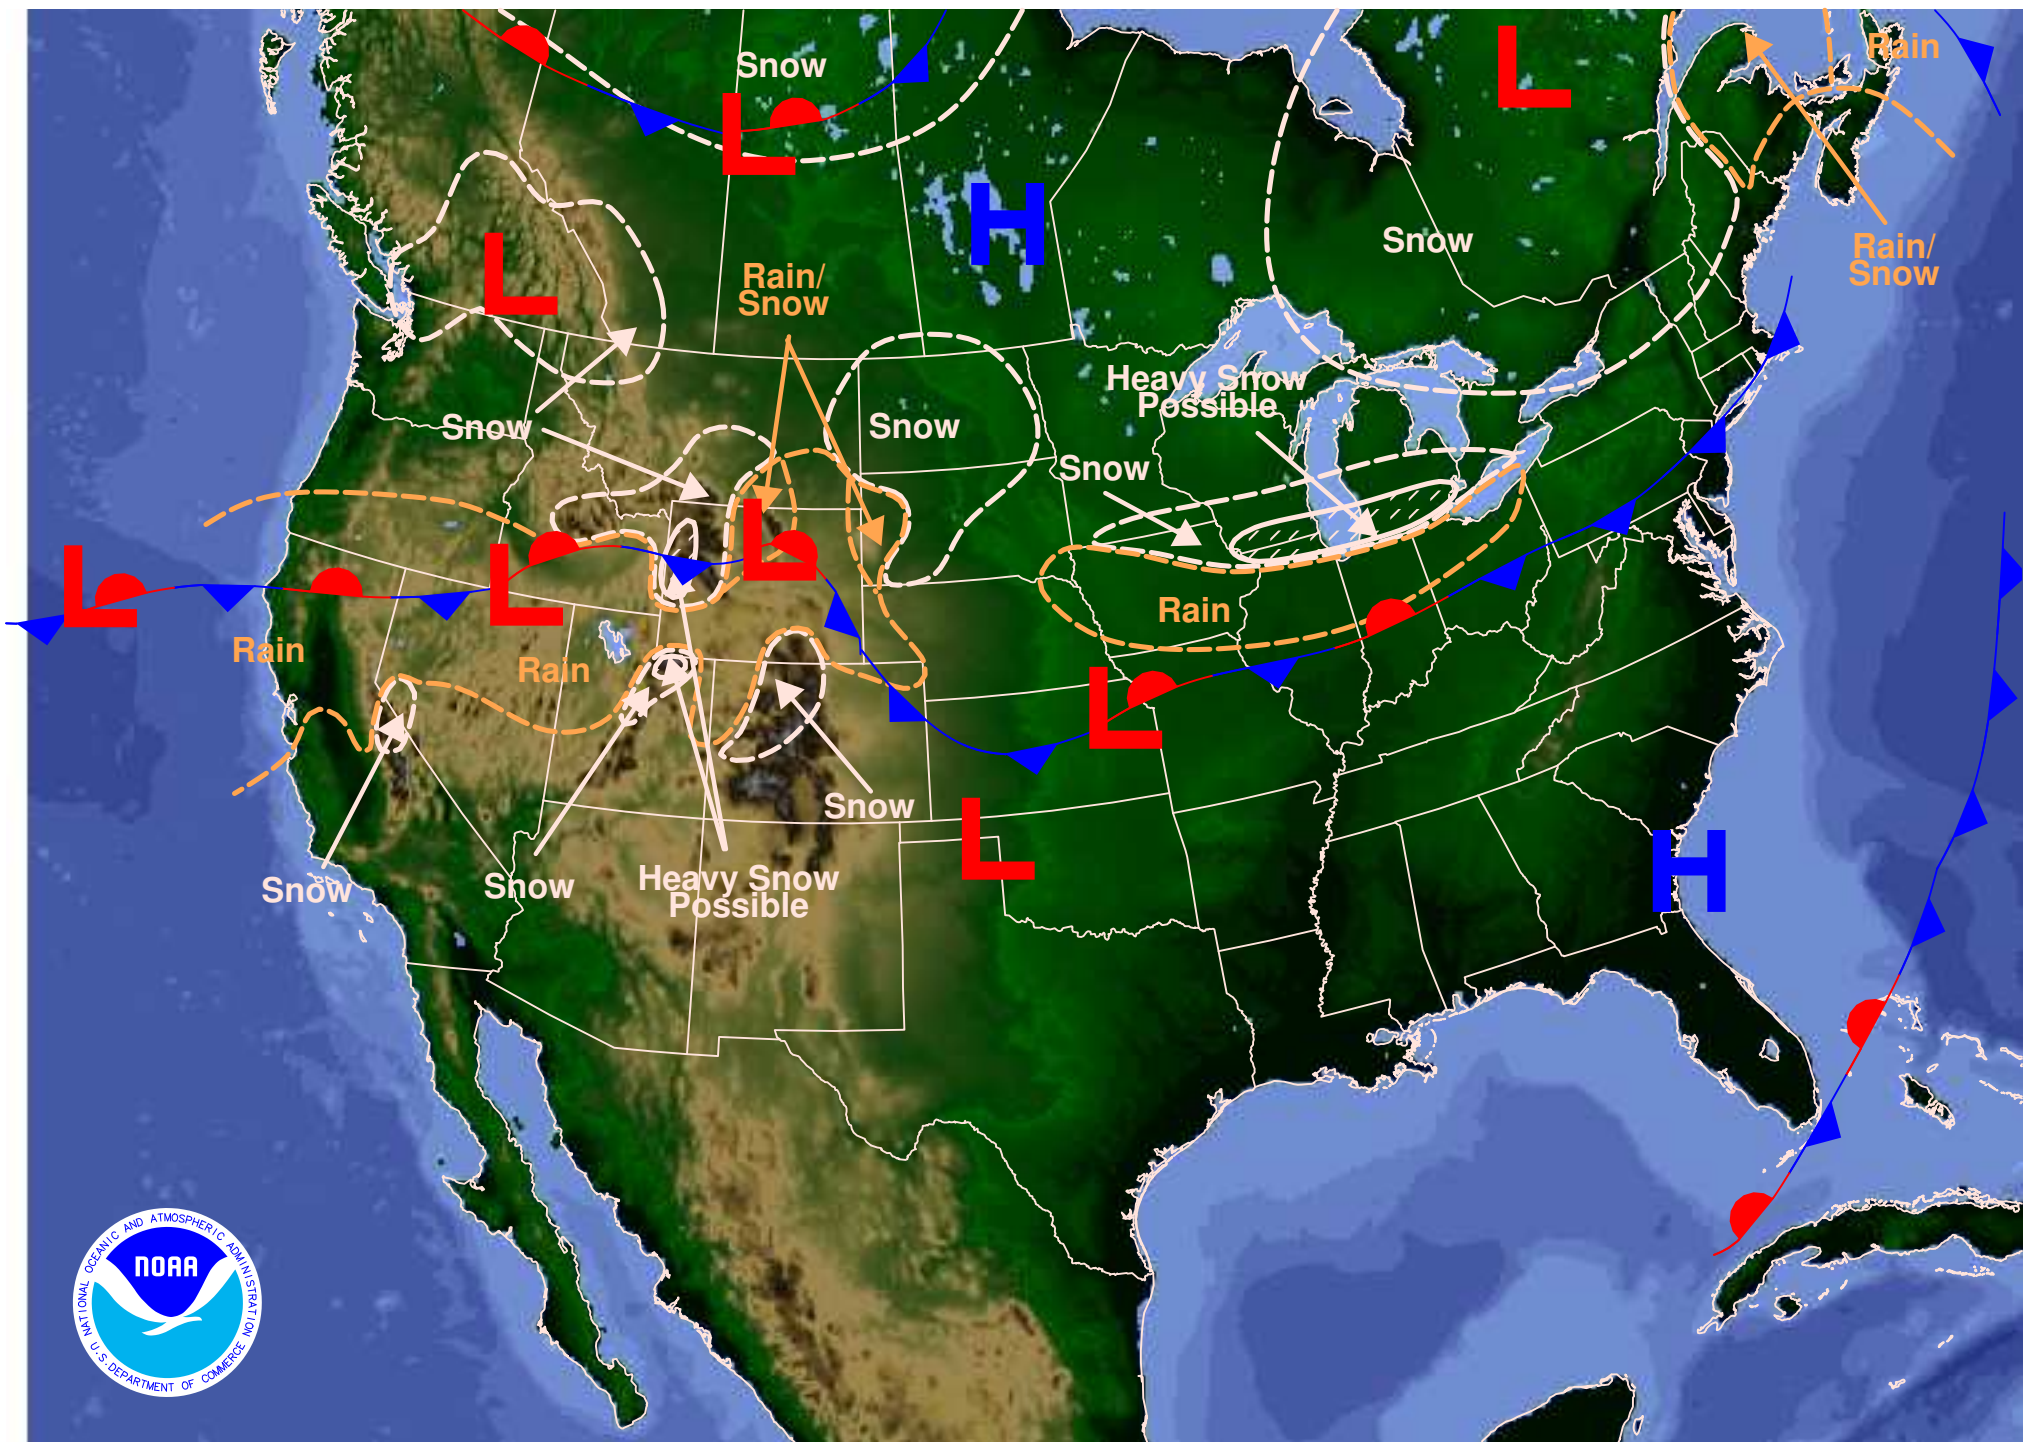 Snow
L
Rain
L
H
Snow
L
Rain/
Snow
Rain/
Snow
Heavy Snow
Possible
Snow
Snow
Snow
L
L
L
L
Rain
Rain
Rain
L
Snow
L
H
Snow
Snow
Heavy Snow
Possible
NATIONAL OCEANIC AND ATMOSPHERIC ADMINISTRATION
NOAA
U.S. DEPARTMENT OF COMMERCE